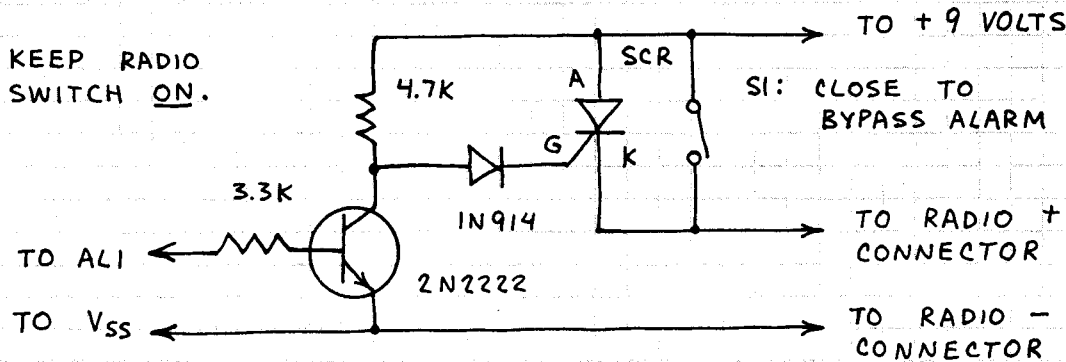 KEEP RADIO
SWITCH ON.
4.7K
A
SCR
TO + 9 VOLTS
S1: CLOSE TO
BYPASS ALARM
G
K
3.3K
1N914
TO AL1
2N2222
TO VSS
TO RADIO +
CONNECTOR
TO RADIO -
CONNECTOR